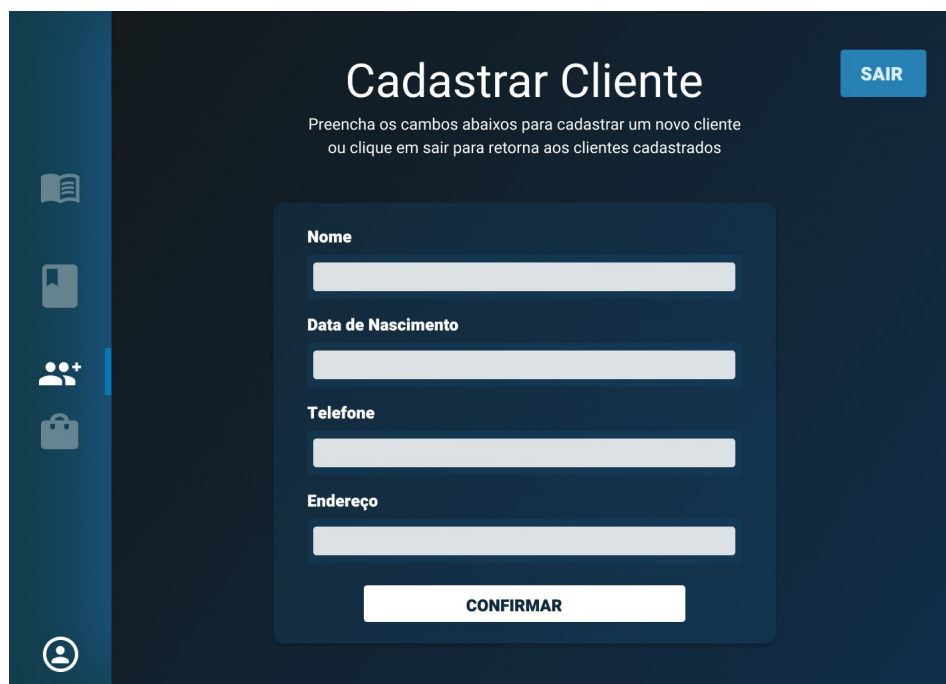 Cadastrar Cliente
SAIR
Preencha os cambos abaixos para cadastrar um novo cliente
ou clique em sair para retorna aos clientes cadastrados
Nome
Data de Nascimento
Telefone
Endereço
CONFIRMAR